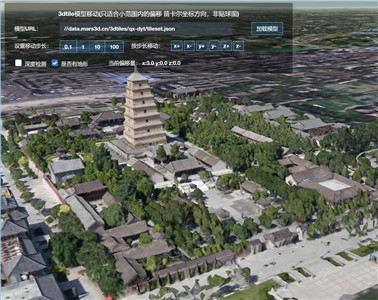 3dtile模型移动(只适合小范围内的偏移 笛卡尔坐标方向，非贴球面)
模型URL: //data.mars3d.cn/3dtiles/qx-dyt/tileset.json 加载模型
设置移动步长: 0.1 1 10 100 按步长移动: x+ x- y+ y- z+ z-
深度检测 是否有地形 当前偏移量: x:3.0 y:0.0 z:0.0